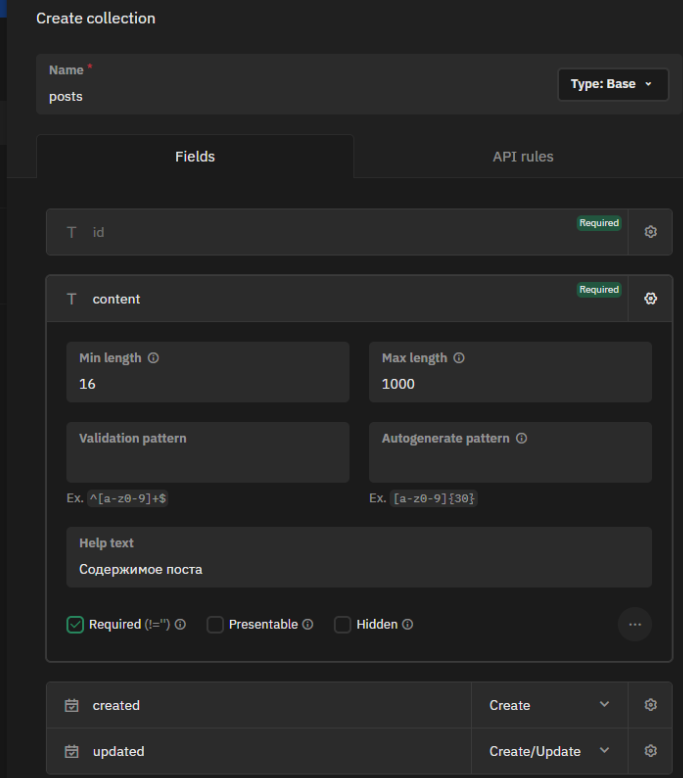 Create collection
Name *
posts
Type: Base
Fields
API rules
T id
Required
T content
Required
Min length
16
Max length
1000
Validation pattern
Autogenerate pattern
Ex. ^[a-z0-9]+$
Ex. [a-z0-9]{30}
Help text
Содержимое поста
Required (!='') Presentable Hidden
created
Create
updated
Create/Update